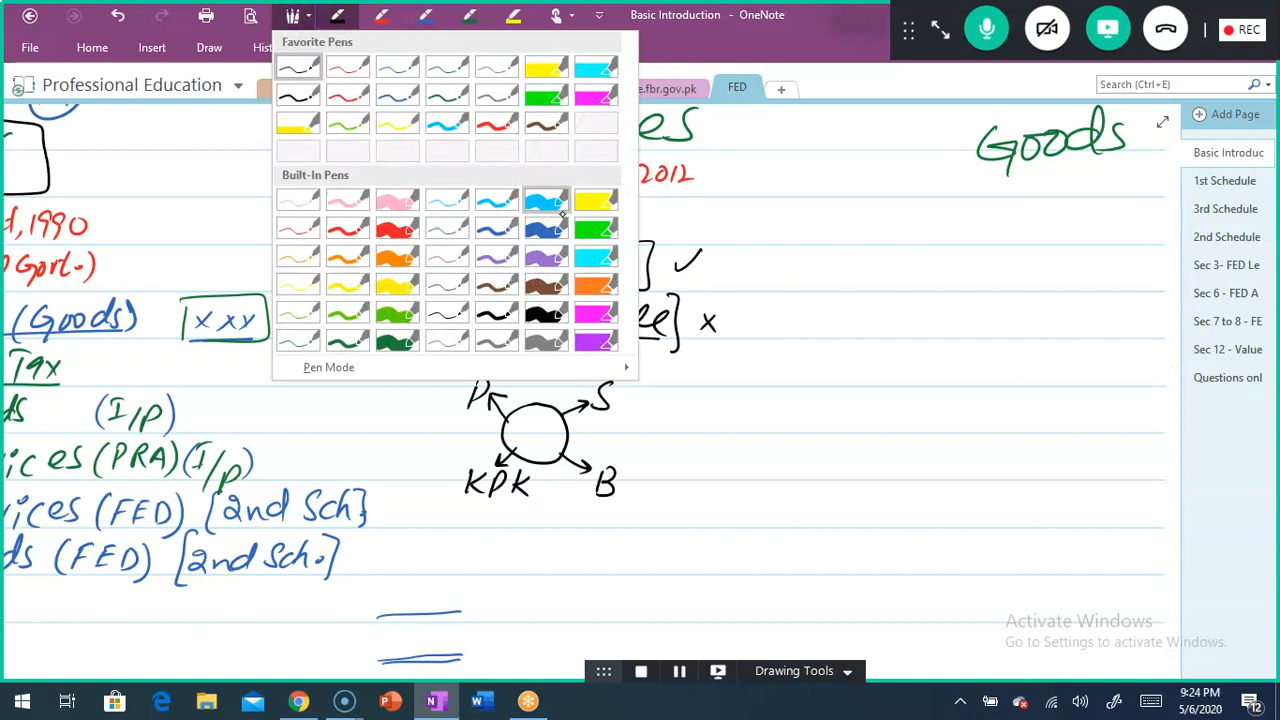 Basic Introduction - OneNote
REC
File
Home
Insert
Draw
Favorite Pens
Built-In Pens
Pen Mode
Professional Education
e.fbr.gov.pk
FED
Search (Ctrl+E)
Add Page
Basic Introduc
1st Schedule
3rd Schedule
2nd Schedule
Sec 3- FED Le
Sec 6 - FED A
Sec 7 to 8 - FE
Sec 12 - Value
Questions onl
es
Goods
2012
, 1990
(Goods)
xxx
Tax
ds (I/P)
ices (PRA) (I/P)
vices (FED) [2nd Sch]
ds (FED) [2nd Sch.]
ee] x
P
S
KPK
B
Activate Windows
Go to Settings to activate Windows.
Drawing Tools
9:24 PM
5/6/2020
12